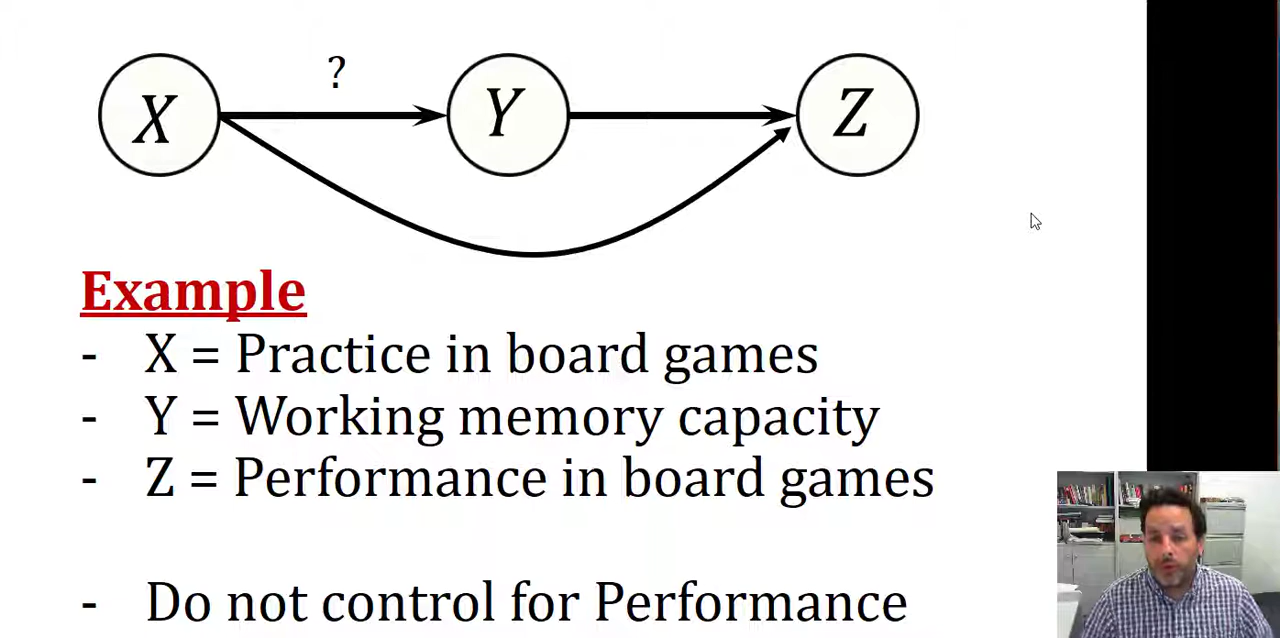 ?
X Y Z
Example
- X = Practice in board games
- Y = Working memory capacity
- Z = Performance in board games
- Do not control for Performance